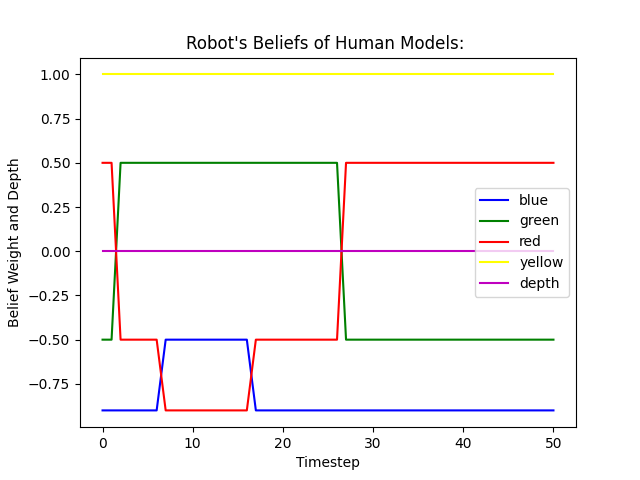 Robot's Beliefs of Human Models:
Belief Weight and Depth
1.00
0.75
0.50
0.25
0.00
−0.25
−0.50
−0.75
blue
green
red
yellow
depth
0 10 20 30 40 50
Timestep